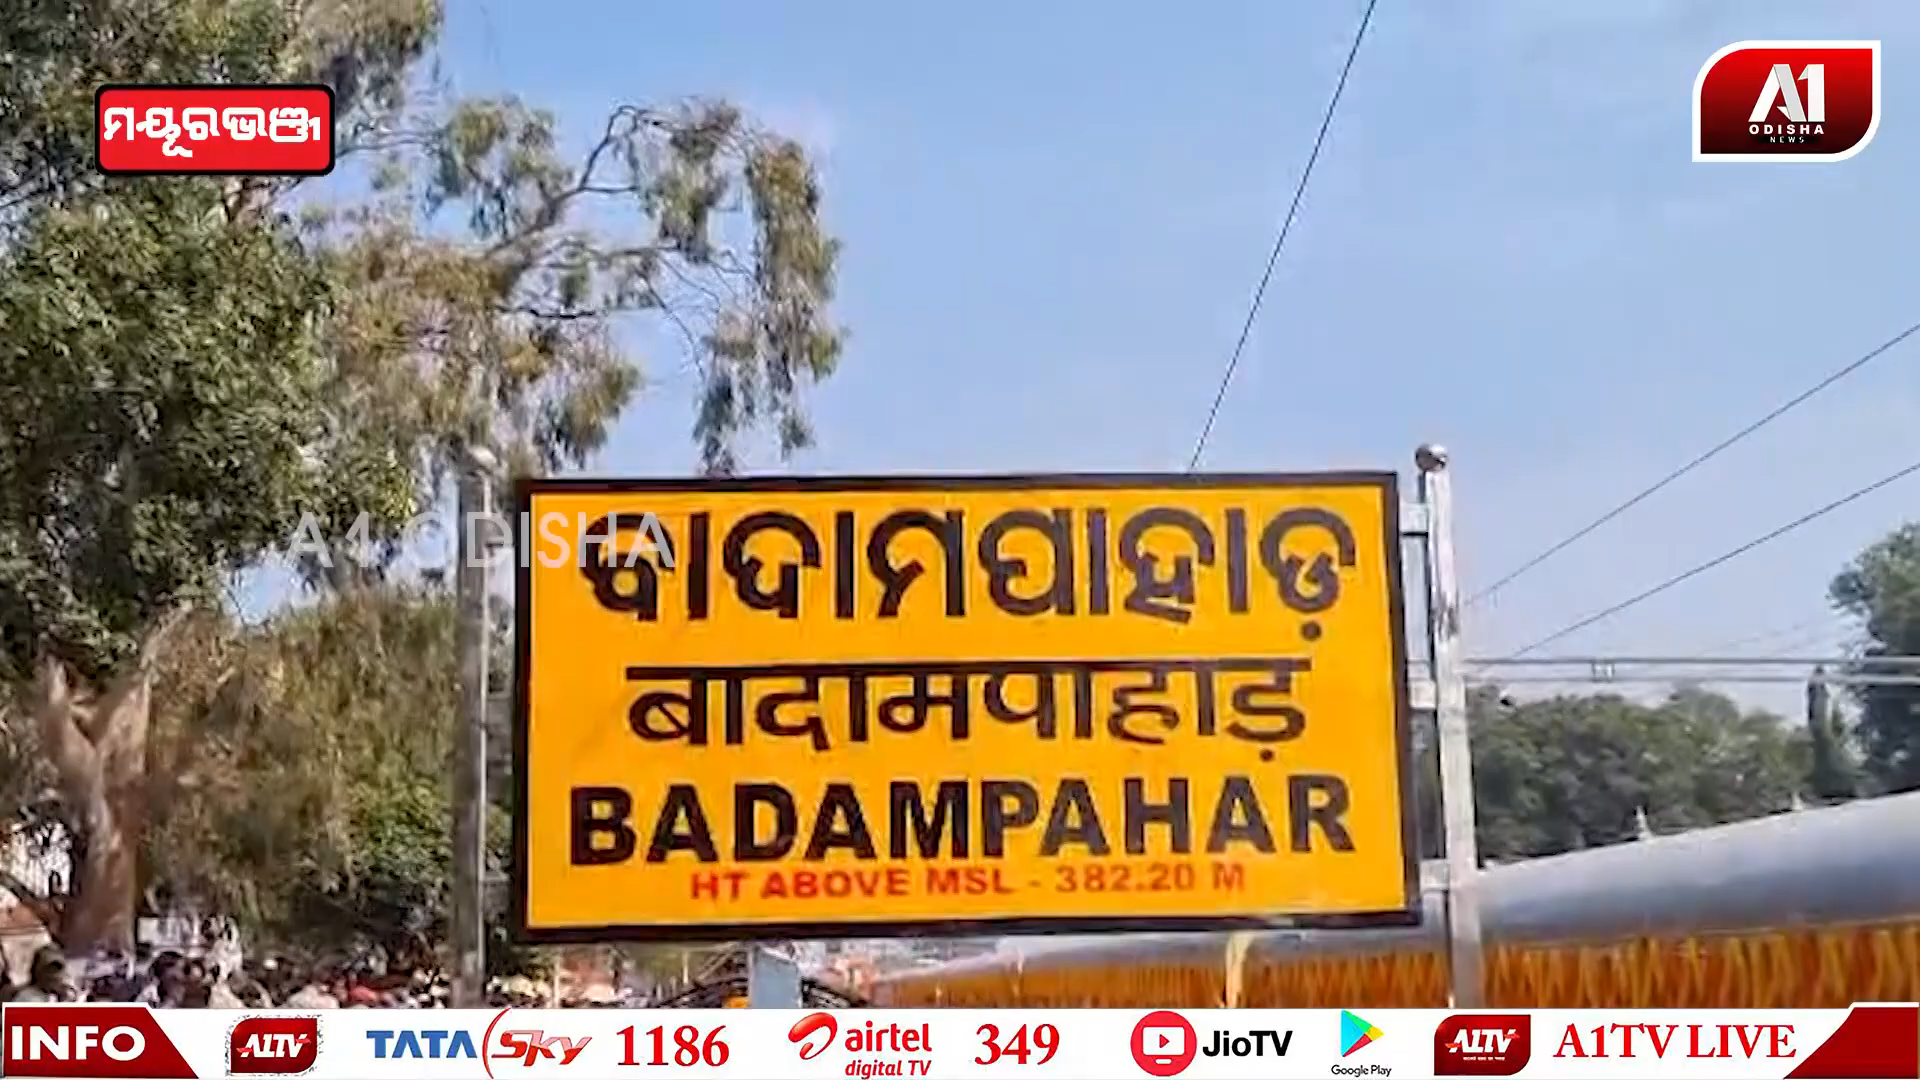 ମୟୂରଭଞ୍ଜ
A1
ODISHA
NEWS
A1 ODISHA
ବାଦାମପାହାଡ଼
बादामपाहाड़
BADAMPAHAR
HT ABOVE MSL - 382.20 M
INFO A1TV TATA Sky 1186 airtel digital TV 349 JioTV Google Play A1TV A1TV LIVE